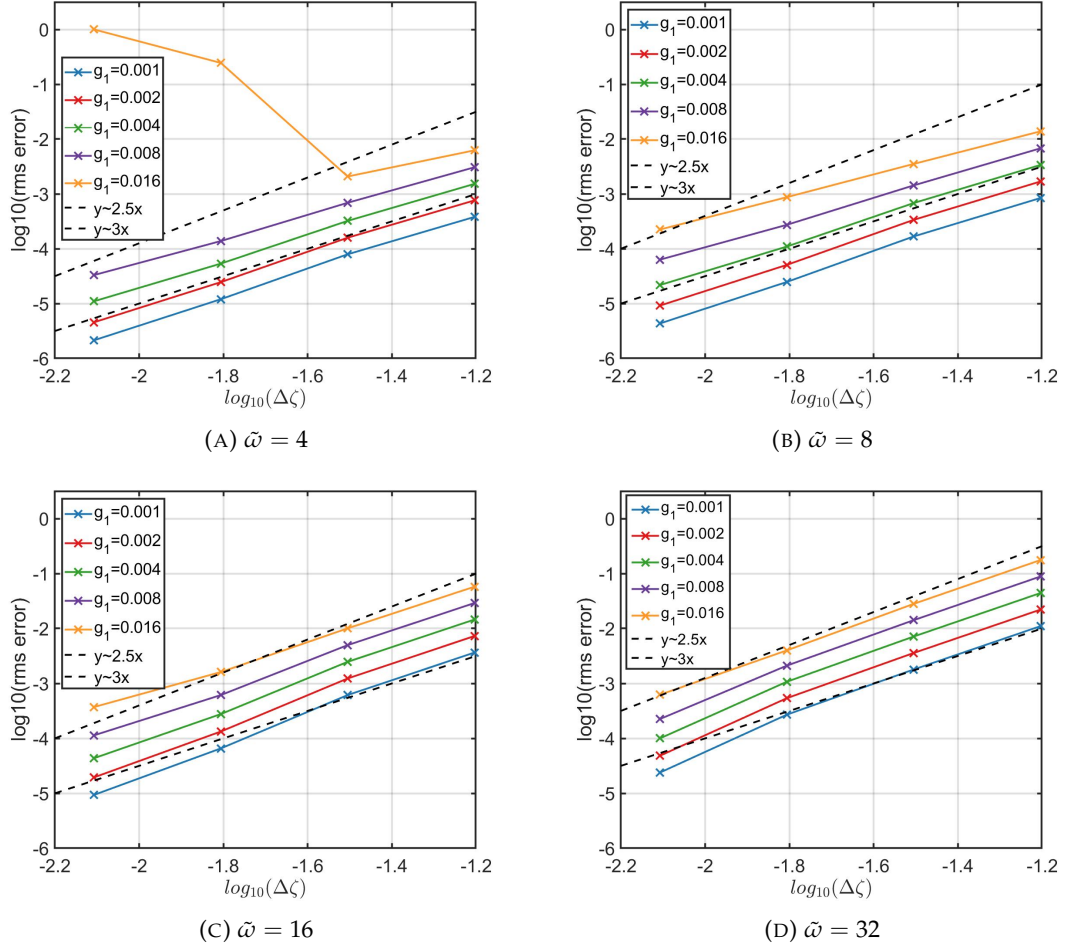 0
-1
-2
-3
-4
-5
-6
log10(rms error)
g1=0.001
g1=0.002
g1=0.004
g1=0.008
g1=0.016
y~2.5x
y~3x
-2.2 -2 -1.8 -1.6 -1.4 -1.2
log10(Δζ)
(A) ω̃ = 4
0
-1
-2
-3
-4
-5
-6
log10(rms error)
g1=0.001
g1=0.002
g1=0.004
g1=0.008
g1=0.016
y~2.5x
y~3x
-2.2 -2 -1.8 -1.6 -1.4 -1.2
log10(Δζ)
(B) ω̃ = 8
0
-1
-2
-3
-4
-5
-6
log10(rms error)
g1=0.001
g1=0.002
g1=0.004
g1=0.008
g1=0.016
y~2.5x
y~3x
-2.2 -2 -1.8 -1.6 -1.4 -1.2
log10(Δζ)
(C) ω̃ = 16
0
-1
-2
-3
-4
-5
-6
log10(rms error)
g1=0.001
g1=0.002
g1=0.004
g1=0.008
g1=0.016
y~2.5x
y~3x
-2.2 -2 -1.8 -1.6 -1.4 -1.2
log10(Δζ)
(D) ω̃ = 32